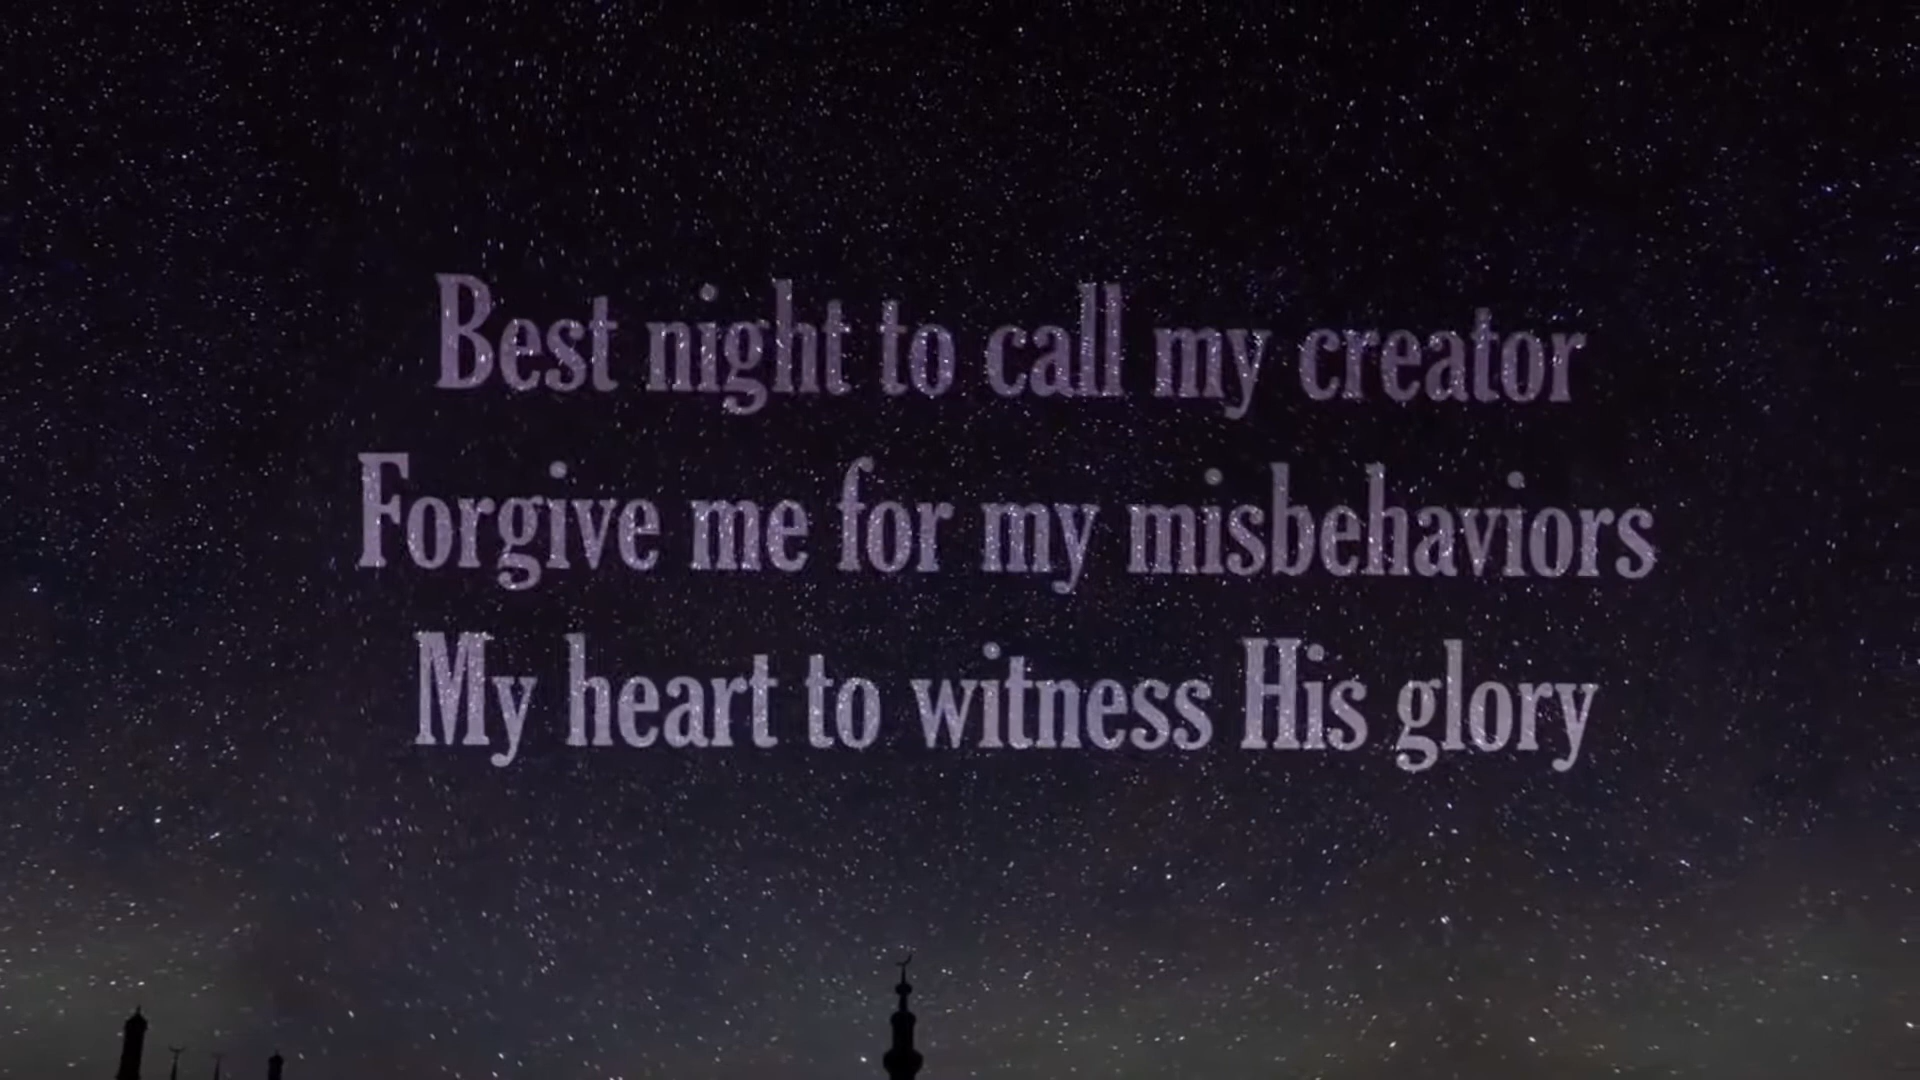 Best night to call my creator
Forgive me for my misbehaviors
My heart to witness His glory